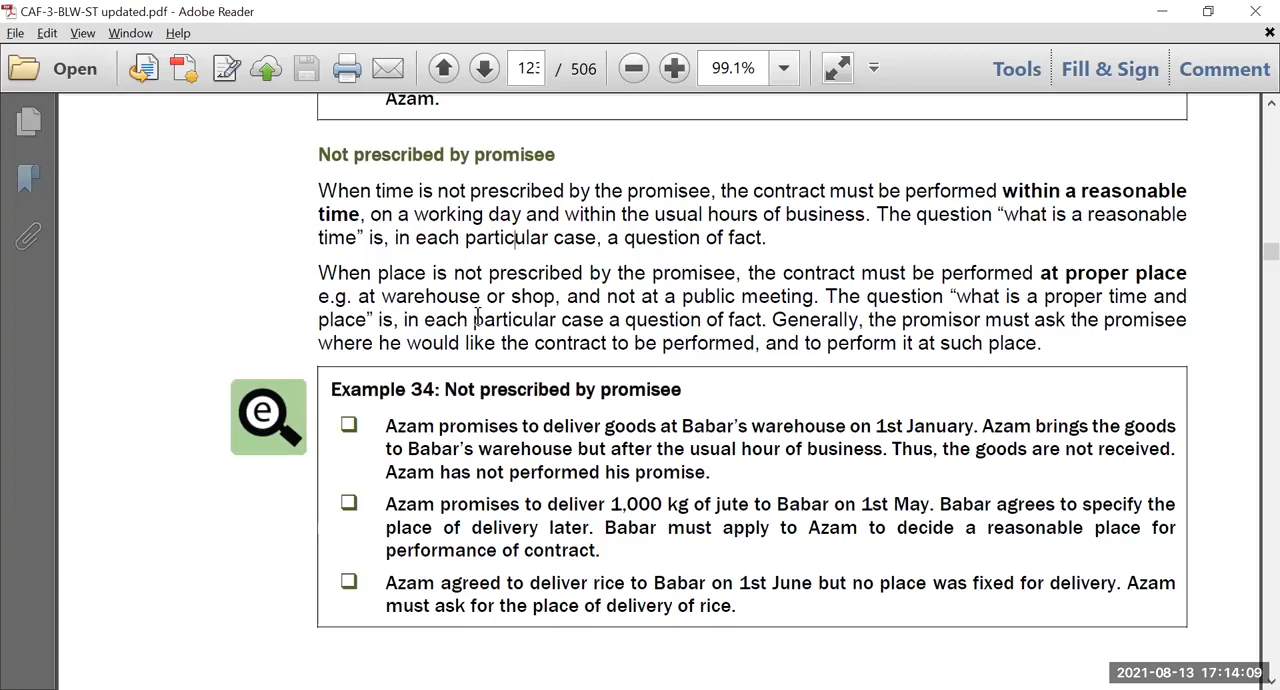 CAF-3-BLW-ST updated.pdf - Adobe Reader
File Edit View Window Help
Open
123 / 506
99.1%
Tools Fill & Sign Comment
Azam.
Not prescribed by promisee
When time is not prescribed by the promisee, the contract must be performed within a reasonable
time, on a working day and within the usual hours of business. The question “what is a reasonable
time” is, in each particular case, a question of fact.
When place is not prescribed by the promisee, the contract must be performed at proper place
e.g. at warehouse or shop, and not at a public meeting. The question “what is a proper time and
place” is, in each particular case a question of fact. Generally, the promisor must ask the promisee
where he would like the contract to be performed, and to perform it at such place.
Example 34: Not prescribed by promisee
Azam promises to deliver goods at Babar’s warehouse on 1st January. Azam brings the goods
to Babar’s warehouse but after the usual hour of business. Thus, the goods are not received.
Azam has not performed his promise.
Azam promises to deliver 1,000 kg of jute to Babar on 1st May. Babar agrees to specify the
place of delivery later. Babar must apply to Azam to decide a reasonable place for
performance of contract.
Azam agreed to deliver rice to Babar on 1st June but no place was fixed for delivery. Azam
must ask for the place of delivery of rice.
2021-08-13 17:14:09